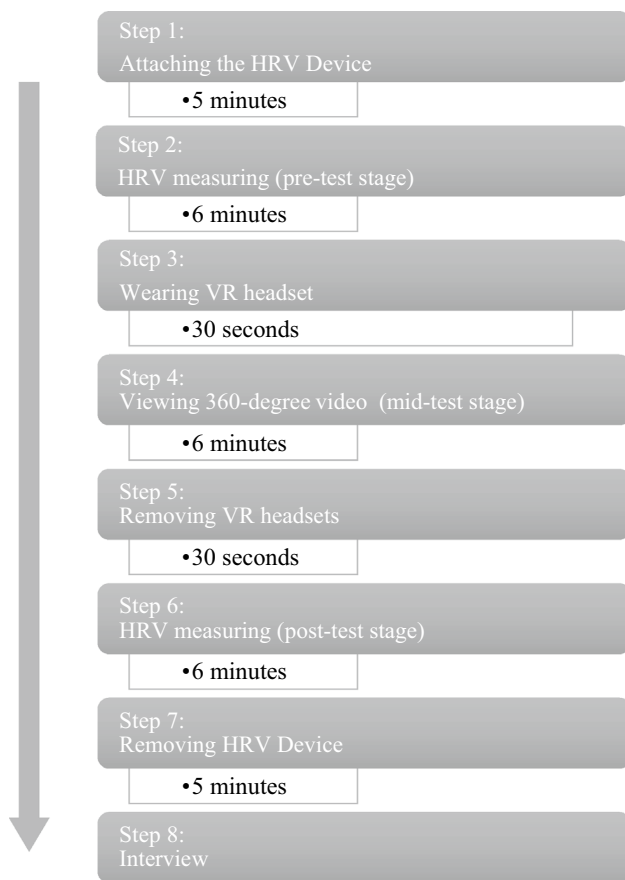 Step 1:
Attaching the HRV Device
•5 minutes
Step 2:
HRV measuring (pre-test stage)
•6 minutes
Step 3:
Wearing VR headset
•30 seconds
Step 4:
Viewing 360-degree video (mid-test stage)
•6 minutes
Step 5:
Removing VR headsets
•30 seconds
Step 6:
HRV measuring (post-test stage)
•6 minutes
Step 7:
Removing HRV Device
•5 minutes
Step 8:
Interview